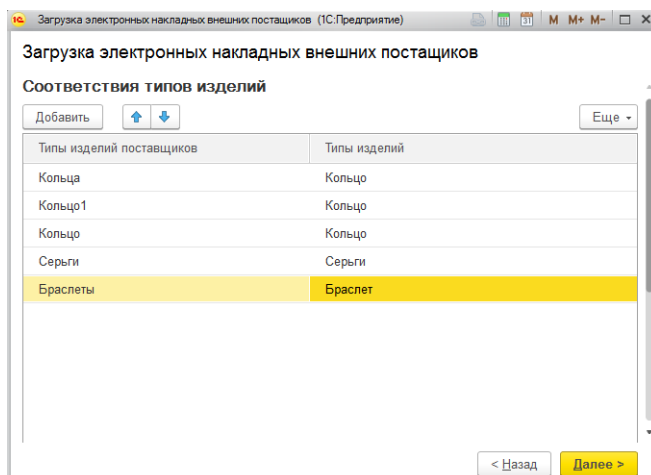 1С Загрузка электронных накладных внешних постащиков (1С:Предприятие) 31 M M+ M-
Загрузка электронных накладных внешних постащиков
Соответствия типов изделий
Добавить Еще
Типы изделий поставщиков Типы изделий
Кольца Кольцо
Кольцо1 Кольцо
Кольцо Кольцо
Серьги Серьги
Браслеты Браслет
< Назад Далее >